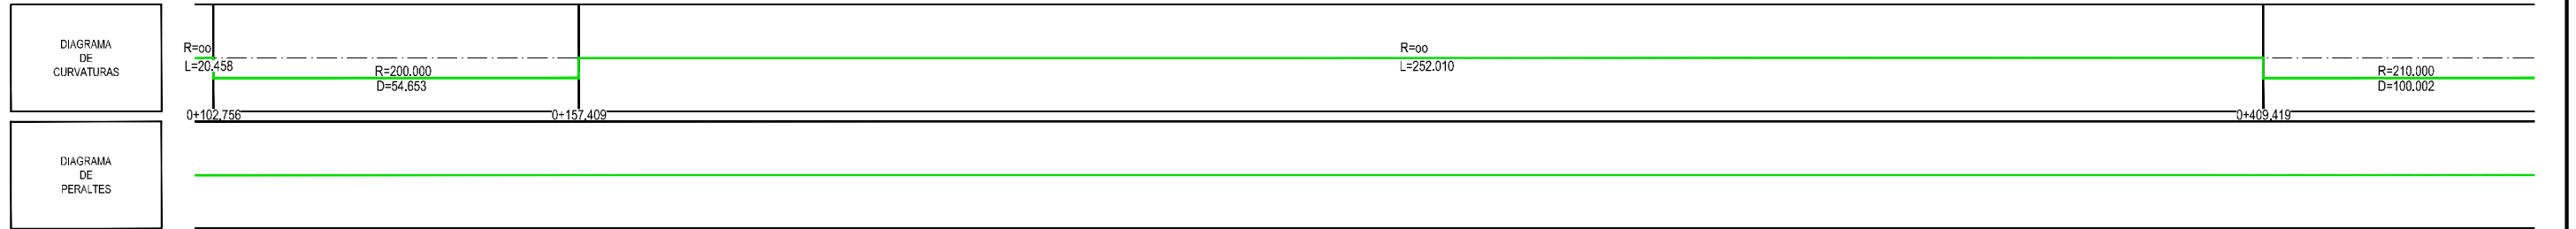 DIAGRAMA
DE
CURVATURAS
R=oo
L=20.458
R=200.000
D=54.653
R=oo
L=252.010
R=210.000
D=100.002
0+102.756
0+157.409
0+409.419
DIAGRAMA
DE
PERALTES